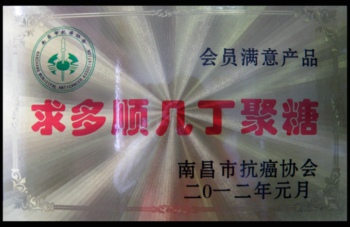 会员满意产品
求多顺几丁聚糖
南昌市抗癌协会
二〇一二年元月